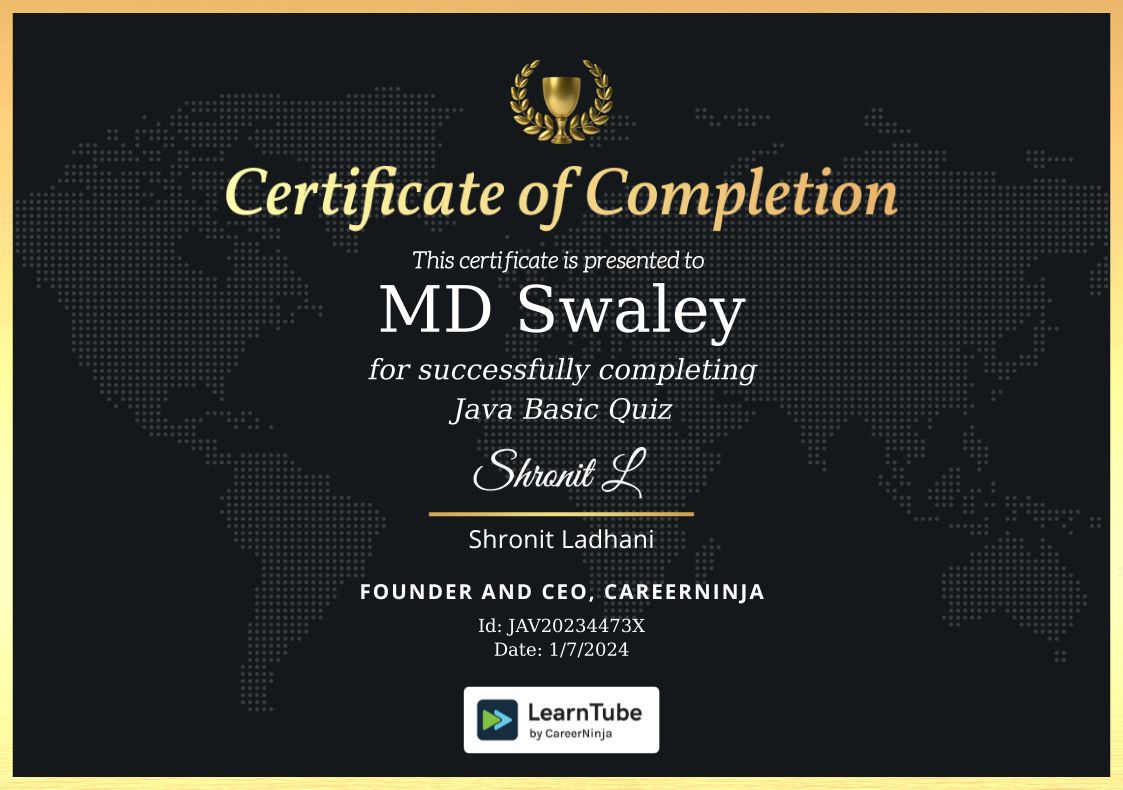 Certificate of Completion
This certificate is presented to
MD Swaley
for successfully completing
Java Basic Quiz
Shronit L
Shronit Ladhani
FOUNDER AND CEO, CAREERNINJA
Id: JAV20234473X
Date: 1/7/2024
LearnTube
by CareerNinja